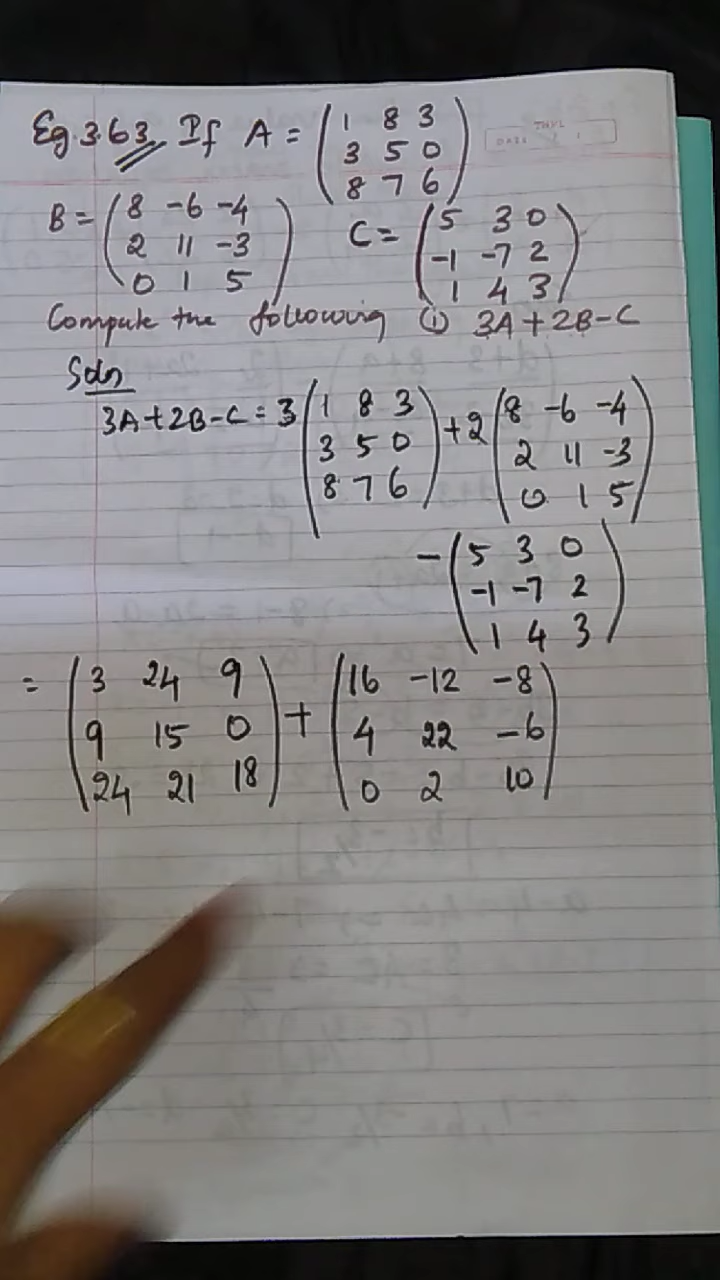 Eg.3.63 If A = (1 8 3
3 5 0
8 7 6)
B = (8 -6 -4
2 11 -3
0 1 5)
C = (5 3 0
-1 -7 2
1 4 3)
Compute the following (i) 3A + 2B - C
Soln
3A + 2B - C = 3 (1 8 3
3 5 0
8 7 6)
+ 2 (8 -6 -4
2 11 -3
0 1 5)
- (5 3 0
-1 -7 2
1 4 3)
= (3 24 9
9 15 0
24 21 18)
+ (16 -12 -8
4 22 -6
0 2 10)